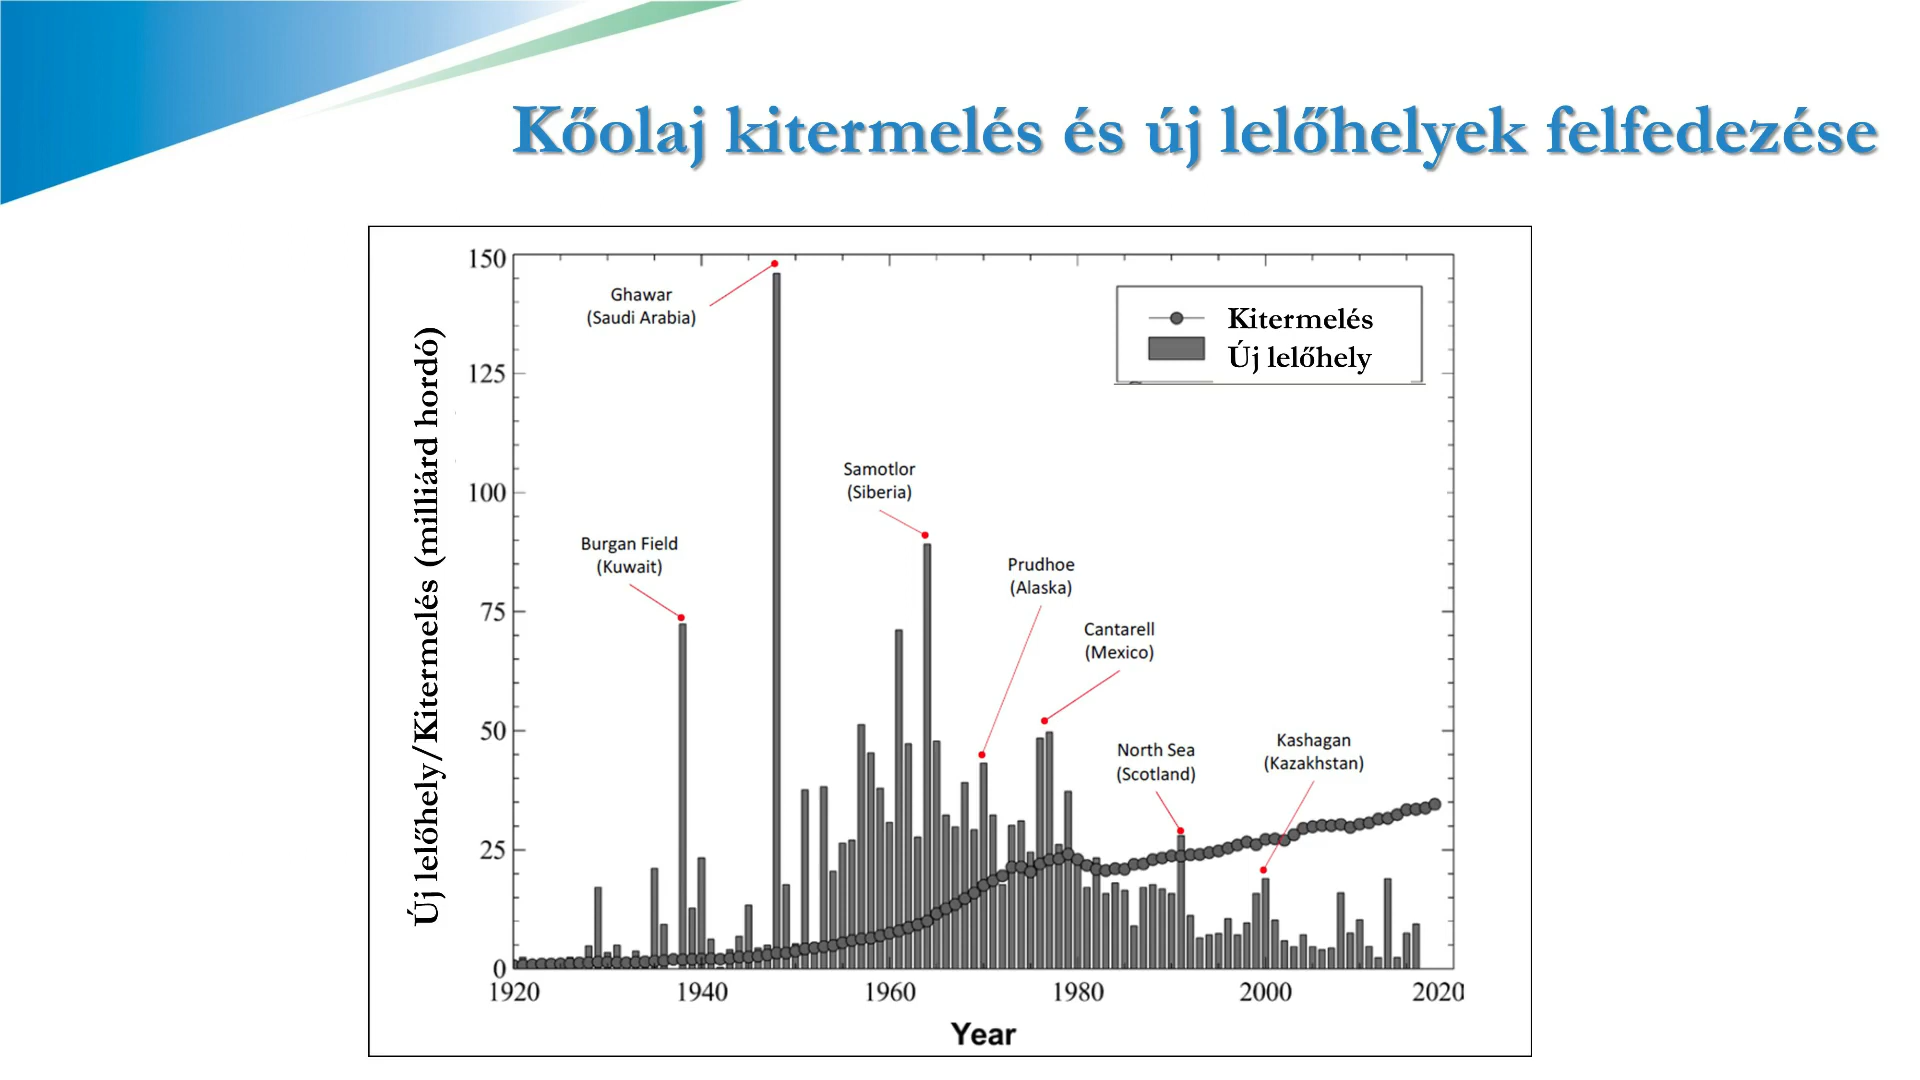 Kőolaj kitermelés és új lelőhelyek felfedezése
Új lelőhely/Kitermelés (milliárd hordó)
150
125
100
75
50
25
0
1920
1940
1960
1980
2000
2020
Year
Kitermelés
Új lelőhely
Ghawar
(Saudi Arabia)
Samotlor
(Siberia)
Burgan Field
(Kuwait)
Prudhoe
(Alaska)
Cantarell
(Mexico)
North Sea
(Scotland)
Kashagan
(Kazakhstan)